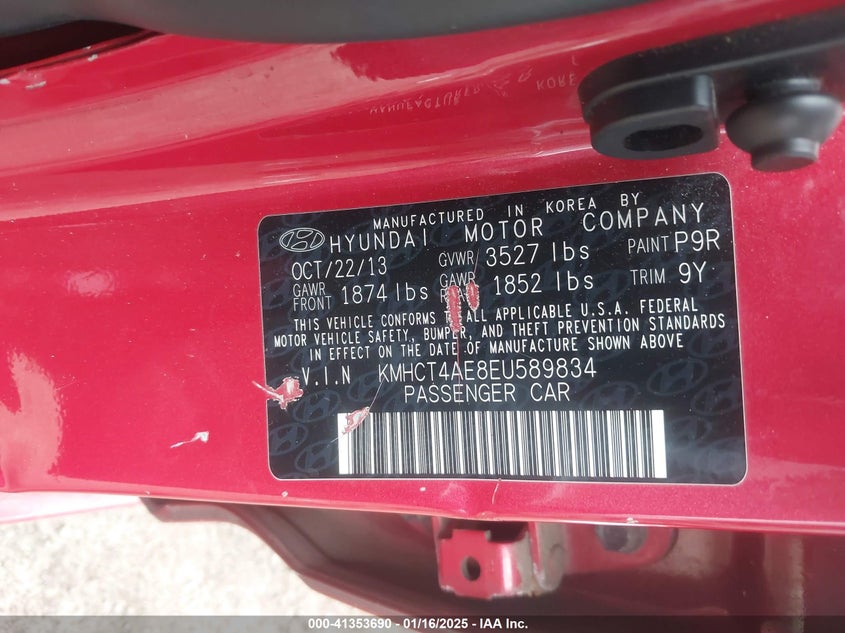 MANUFACTURED IN KOREA BY
HYUNDAI MOTOR COMPANY
OCT/22/13 GVWR 3527 lbs PAINT P9R
GAWR FRONT 1874 lbs GAWR 1852 lbs TRIM 9Y
THIS VEHICLE CONFORMS TO ALL APPLICABLE U.S.A. FEDERAL
MOTOR VEHICLE SAFETY, BUMPER, AND THEFT PREVENTION STANDARDS
IN EFFECT ON THE DATE OF MANUFACTURE SHOWN ABOVE
V.I.N KMHCT4AE8EU589834
PASSENGER CAR
000-41353690 - 01/16/2025 - IAA Inc.